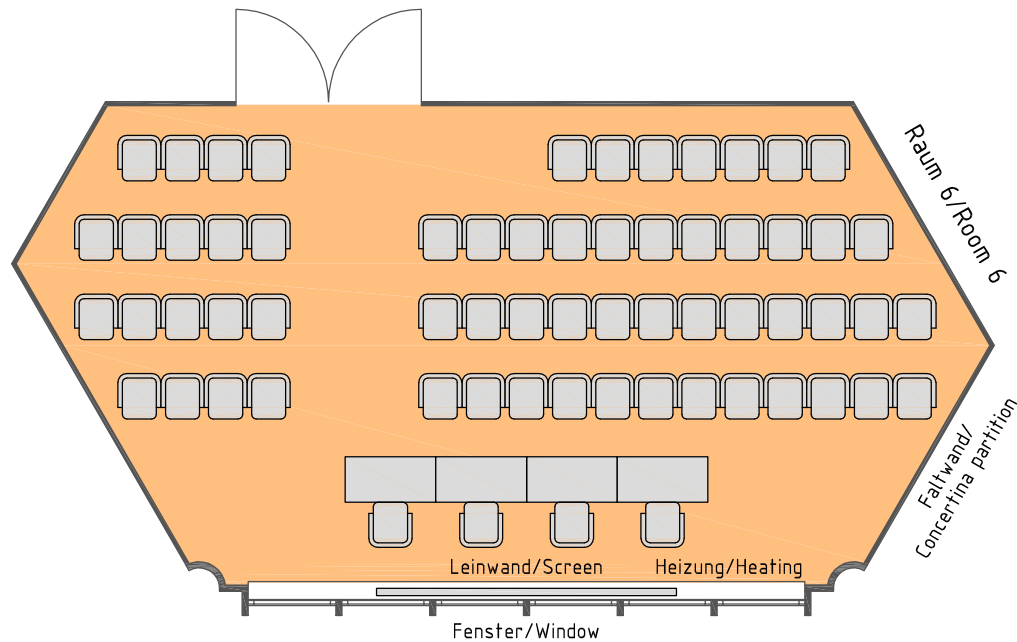 Raum 6/Room 6
Faltwand/
Concertina partition
Leinwand/Screen
Heizung/Heating
Fenster/Window